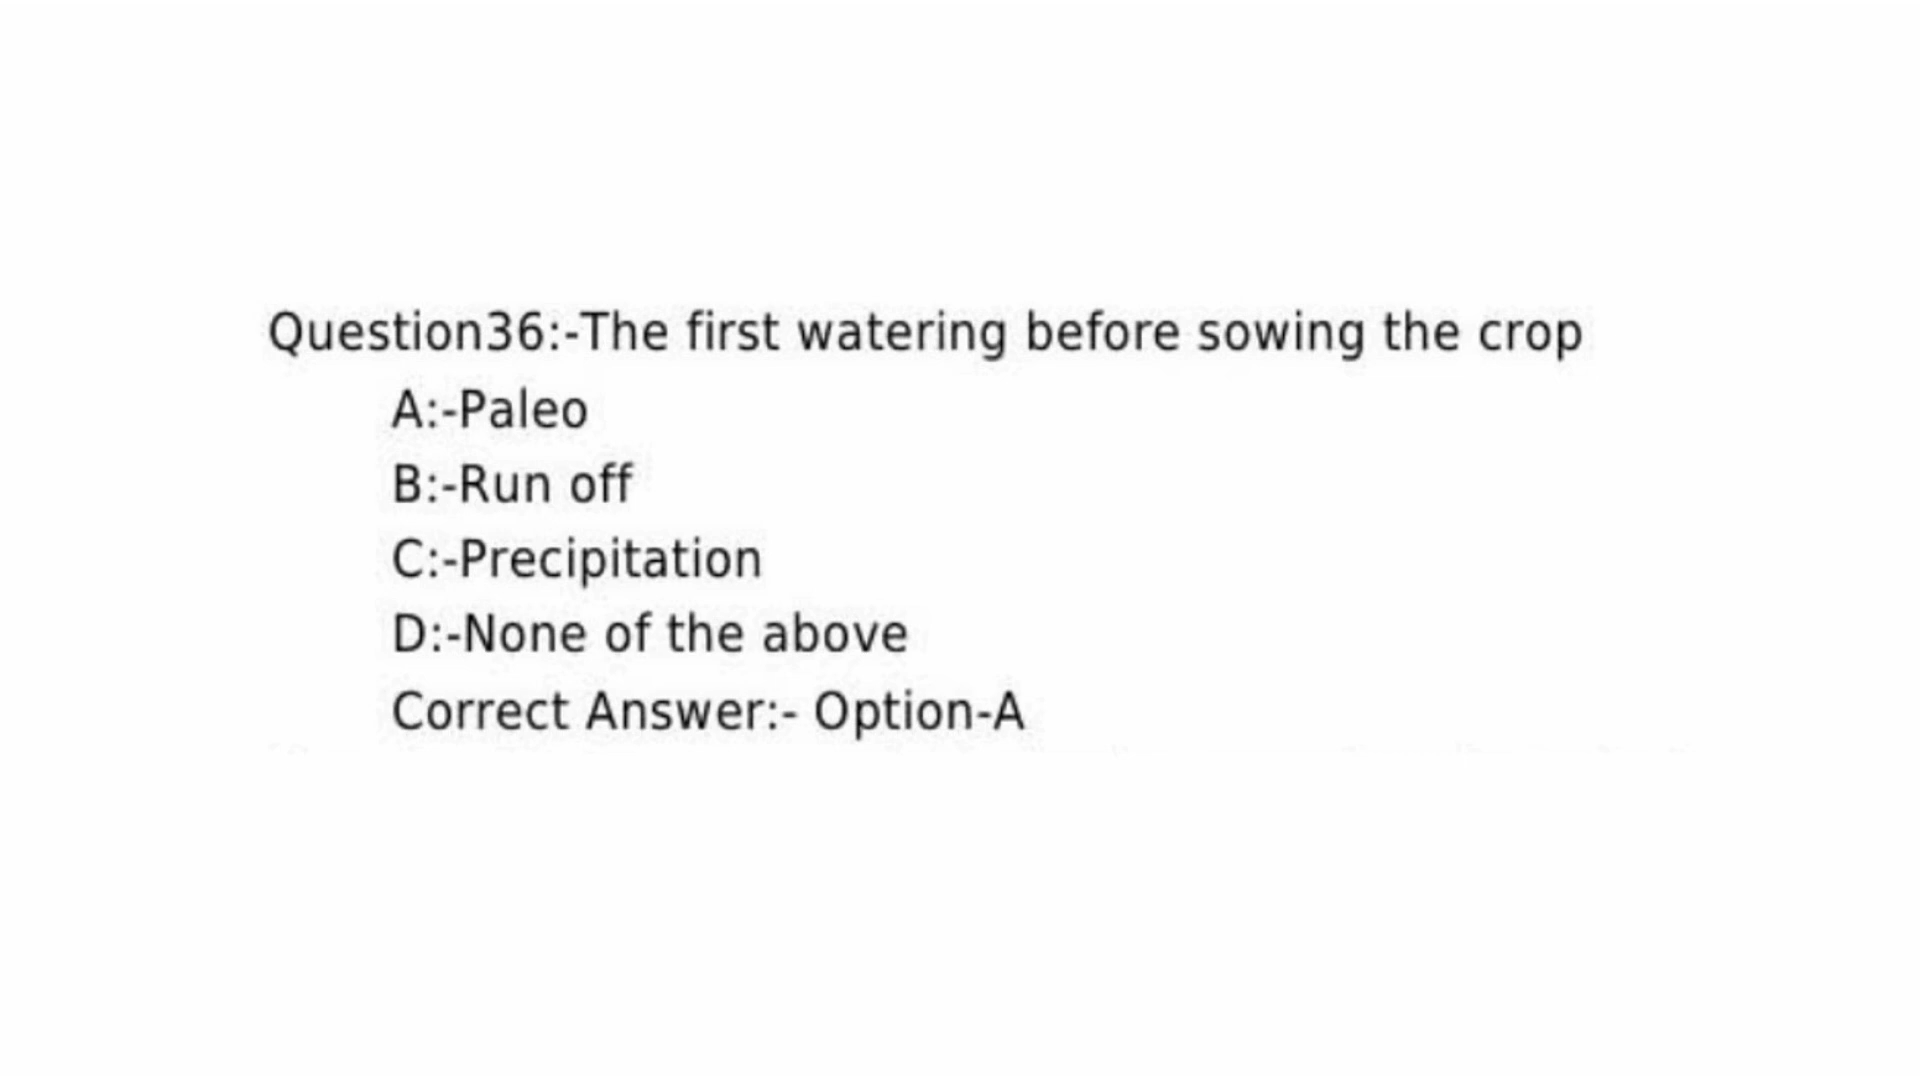 Question36:-The first watering before sowing the crop
A:-Paleo
B:-Run off
C:-Precipitation
D:-None of the above
Correct Answer:- Option-A